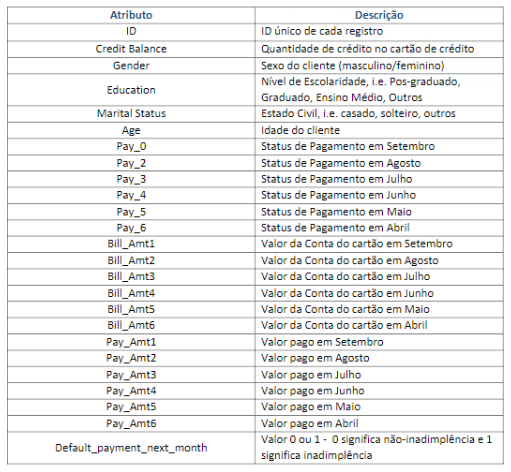 Atributo Descrição
ID ID único de cada registro
Credit Balance Quantidade de crédito no cartão de crédito
Gender Sexo do cliente (masculino/feminino)
Education Nível de Escolaridade, i.e. Pos-graduado,
Graduado, Ensino Médio, Outros
Marital Status Estado Civil, i.e. casado, solteiro, outros
Age Idade do cliente
Pay_0 Status de Pagamento em Setembro
Pay_2 Status de Pagamento em Agosto
Pay_3 Status de Pagamento em Julho
Pay_4 Status de Pagamento em Junho
Pay_5 Status de Pagamento em Maio
Pay_6 Status de Pagamento em Abril
Bill_Amt1 Valor da Conta do cartão em Setembro
Bill_Amt2 Valor da Conta do cartão em Agosto
Bill_Amt3 Valor da Conta do cartão em Julho
Bill_Amt4 Valor da Conta do cartão em Junho
Bill_Amt5 Valor da Conta do cartão em Maio
Bill_Amt6 Valor da Conta do cartão em Abril
Pay_Amt1 Valor pago em Setembro
Pay_Amt2 Valor pago em Agosto
Pay_Amt3 Valor pago em Julho
Pay_Amt4 Valor pago em Junho
Pay_Amt5 Valor pago em Maio
Pay_Amt6 Valor pago em Abril
Default_payment_next_month Valor 0 ou 1 - 0 significa não-inadimplência e 1
significa inadimplência